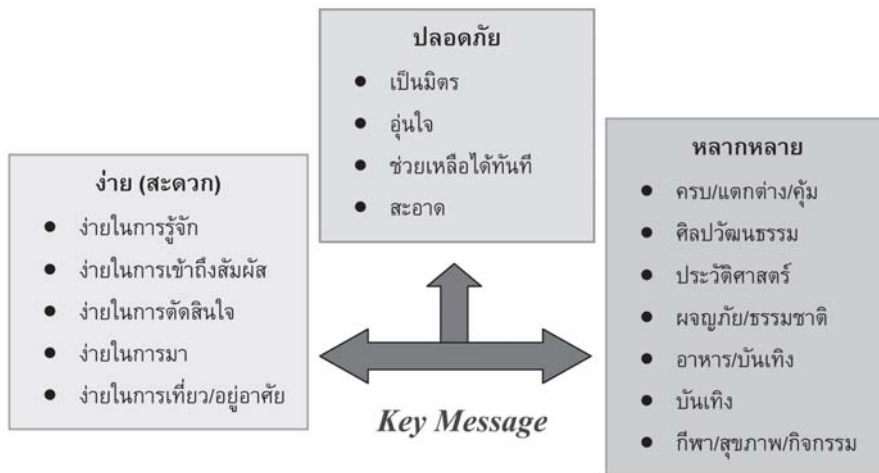 ปลอดภัย
● เป็นมิตร
● อุ่นใจ
● ช่วยเหลือได้ทันที
● สะอาด
ง่าย (สะดวก)
● ง่ายในการรู้จัก
● ง่ายในการเข้าถึงสัมผัส
● ง่ายในการตัดสินใจ
● ง่ายในการมา
● ง่ายในการเที่ยว/อยู่อาศัย
หลากหลาย
● ครบ/แตกต่าง/คุ้ม
● ศิลปวัฒนธรรม
● ประวัติศาสตร์
● ผจญภัย/ธรรมชาติ
● อาหาร/บันเทิง
● บันเทิง
● กีฬา/สุขภาพ/กิจกรรม
Key Message